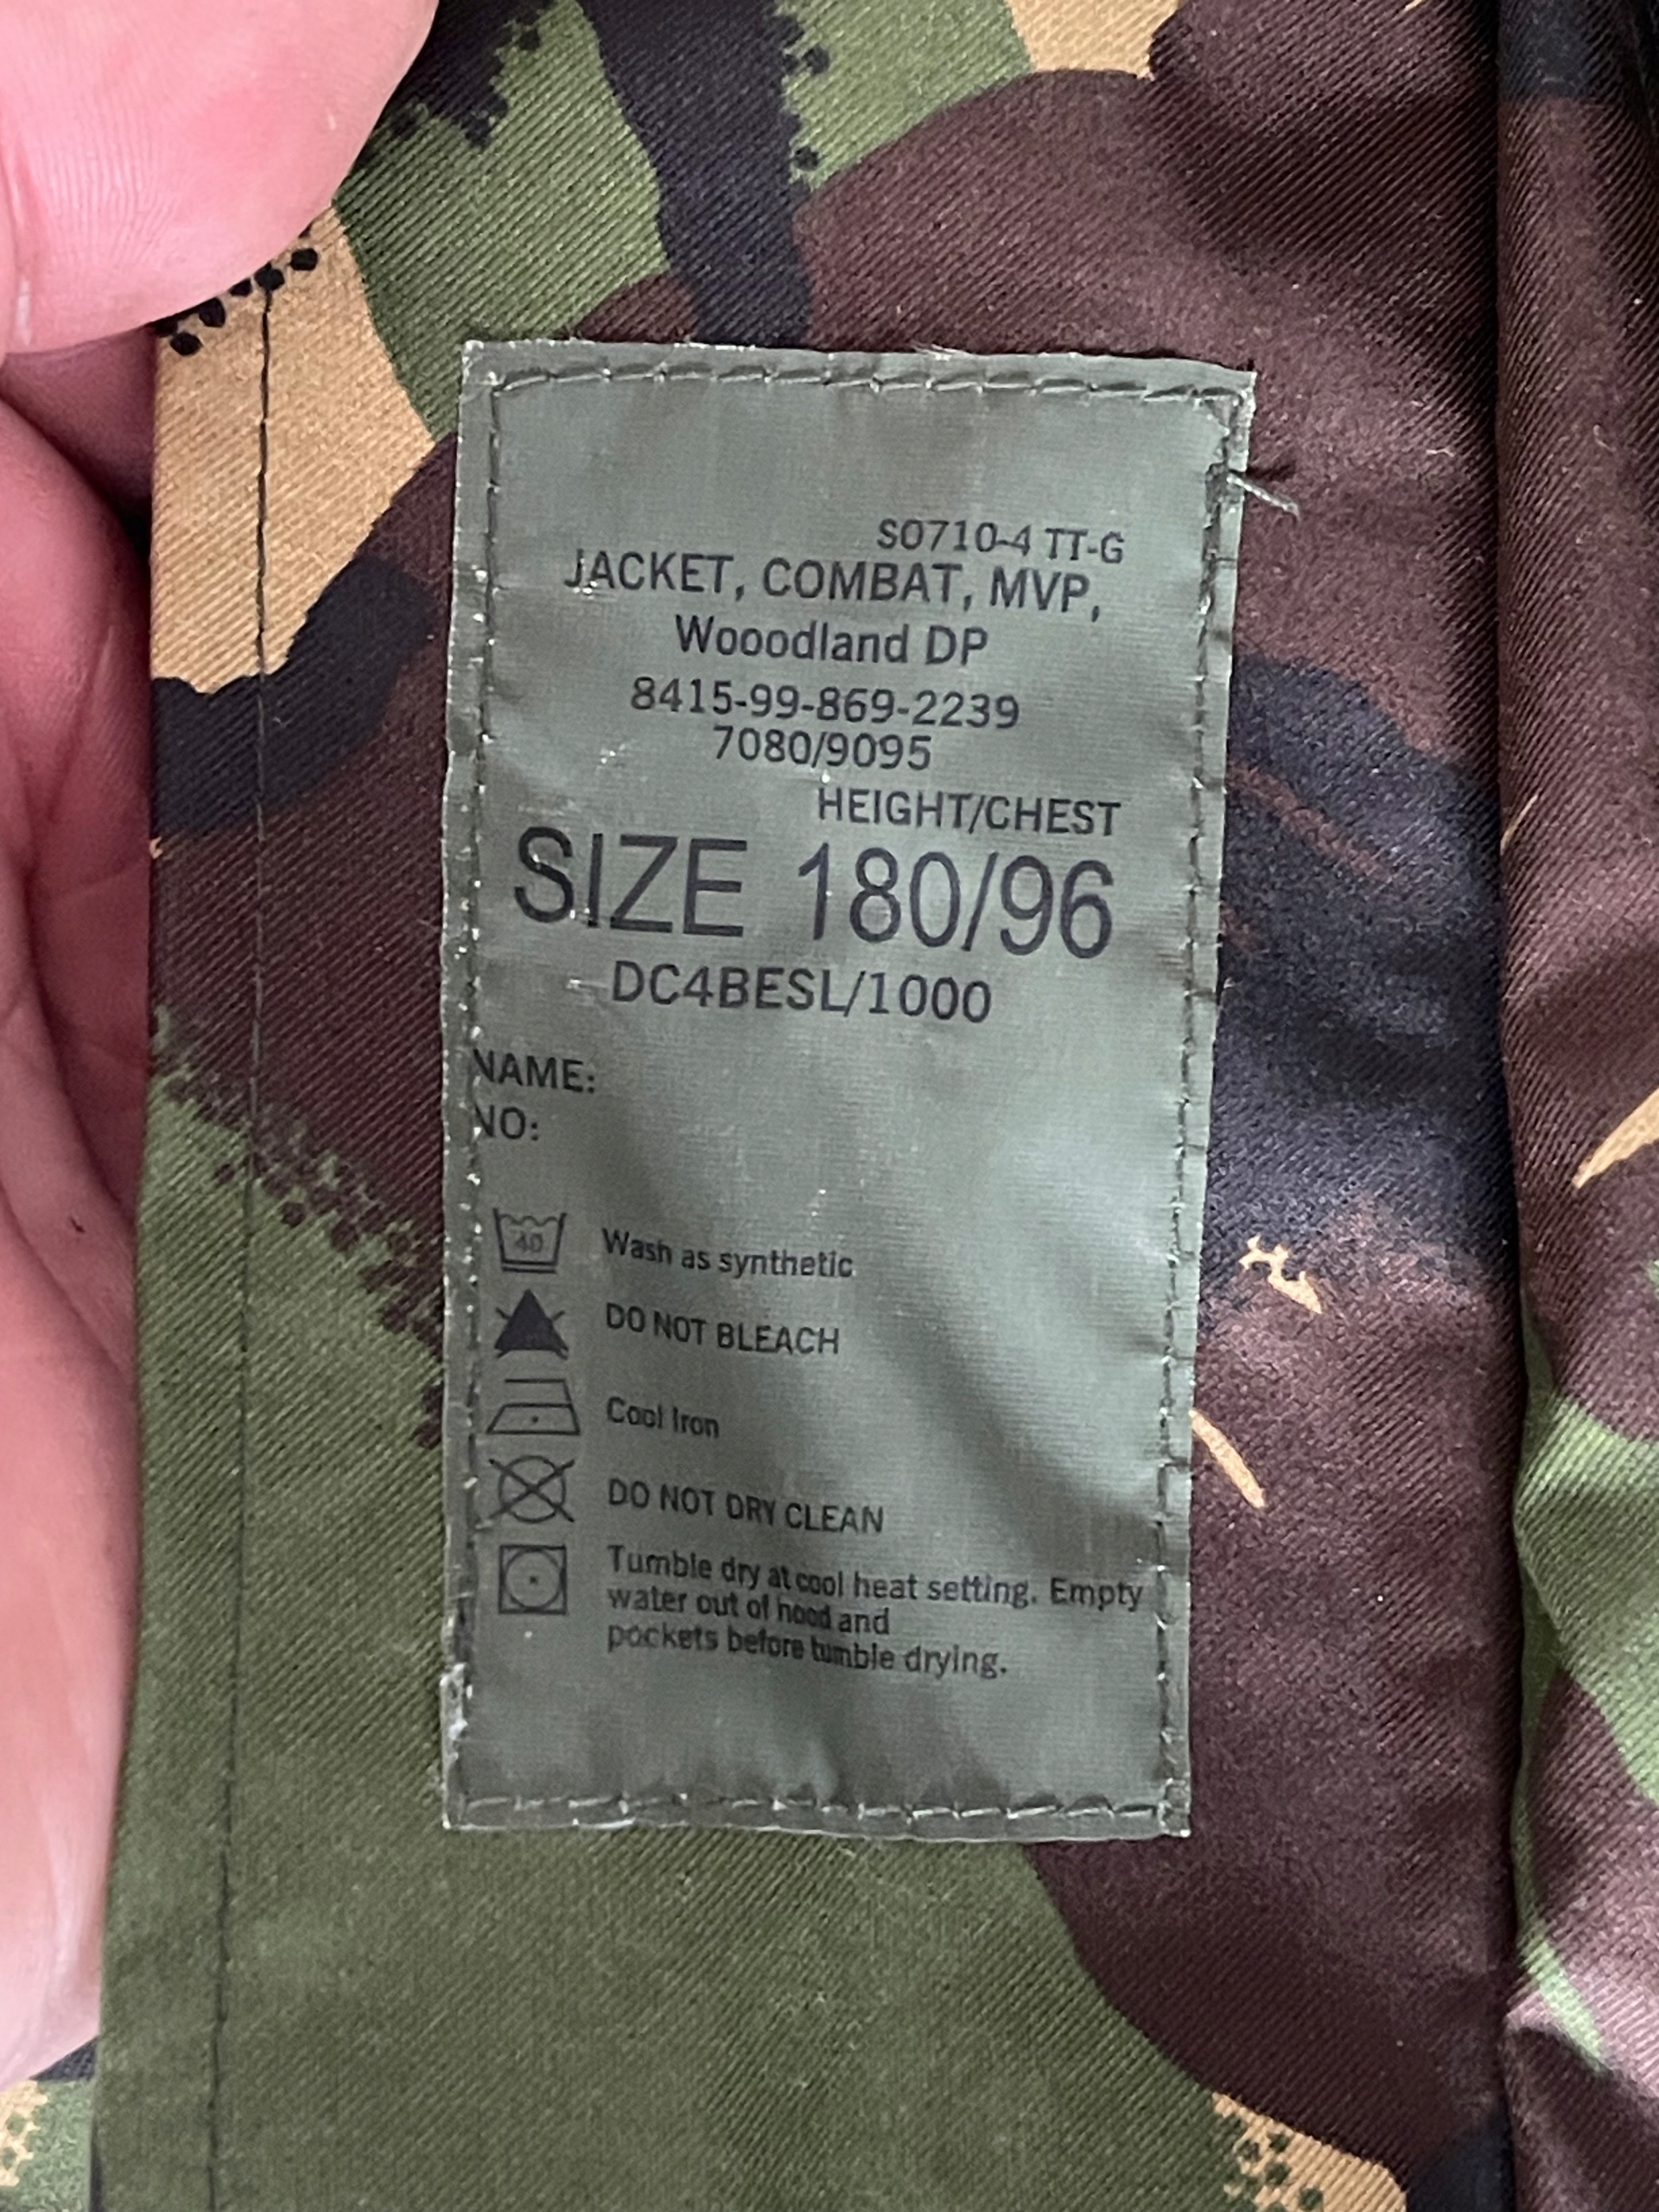 S0710-4 TT-G
JACKET, COMBAT, MVP,
Wooodland DP
8415-99-869-2239
7080/9095
HEIGHT/CHEST
SIZE 180/96
DC4BESL/1000
NAME:
NO:
40 Wash as synthetic
DO NOT BLEACH
Cool Iron
DO NOT DRY CLEAN
Tumble dry at cool heat setting. Empty
water out of hood and
pockets before tumble drying.